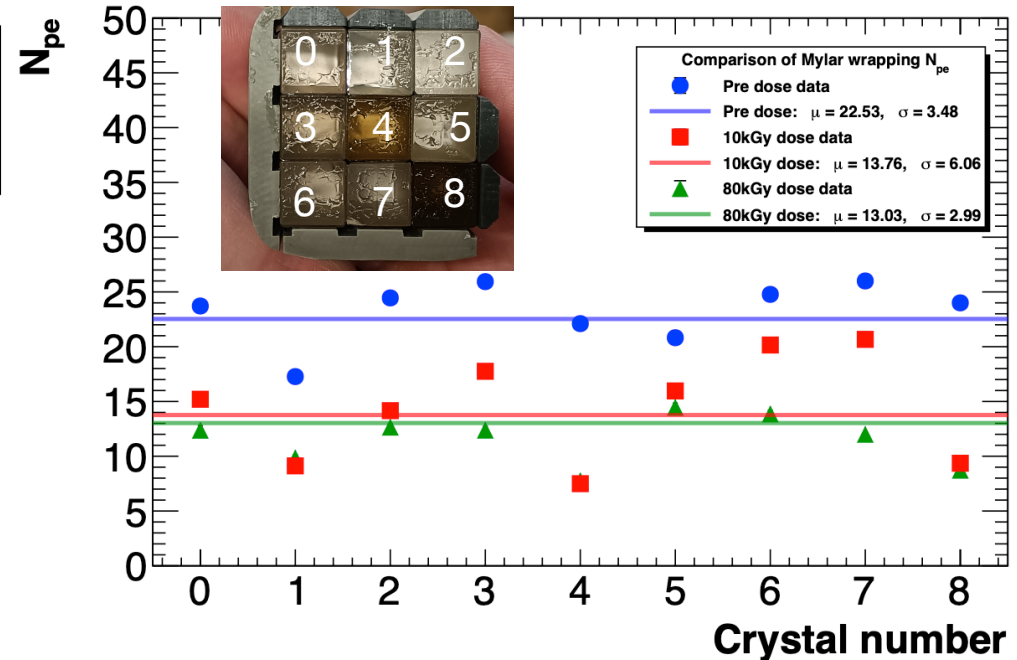 N_pe
50
45
40
35
30
25
20
15
10
5
0
0 1 2
3 4 5
6 7 8
Comparison of Mylar wrapping N_pe
Pre dose data
Pre dose: μ = 22.53, σ = 3.48
10kGy dose data
10kGy dose: μ = 13.76, σ = 6.06
80kGy dose data
80kGy dose: μ = 13.03, σ = 2.99
0 1 2 3 4 5 6 7 8
Crystal number